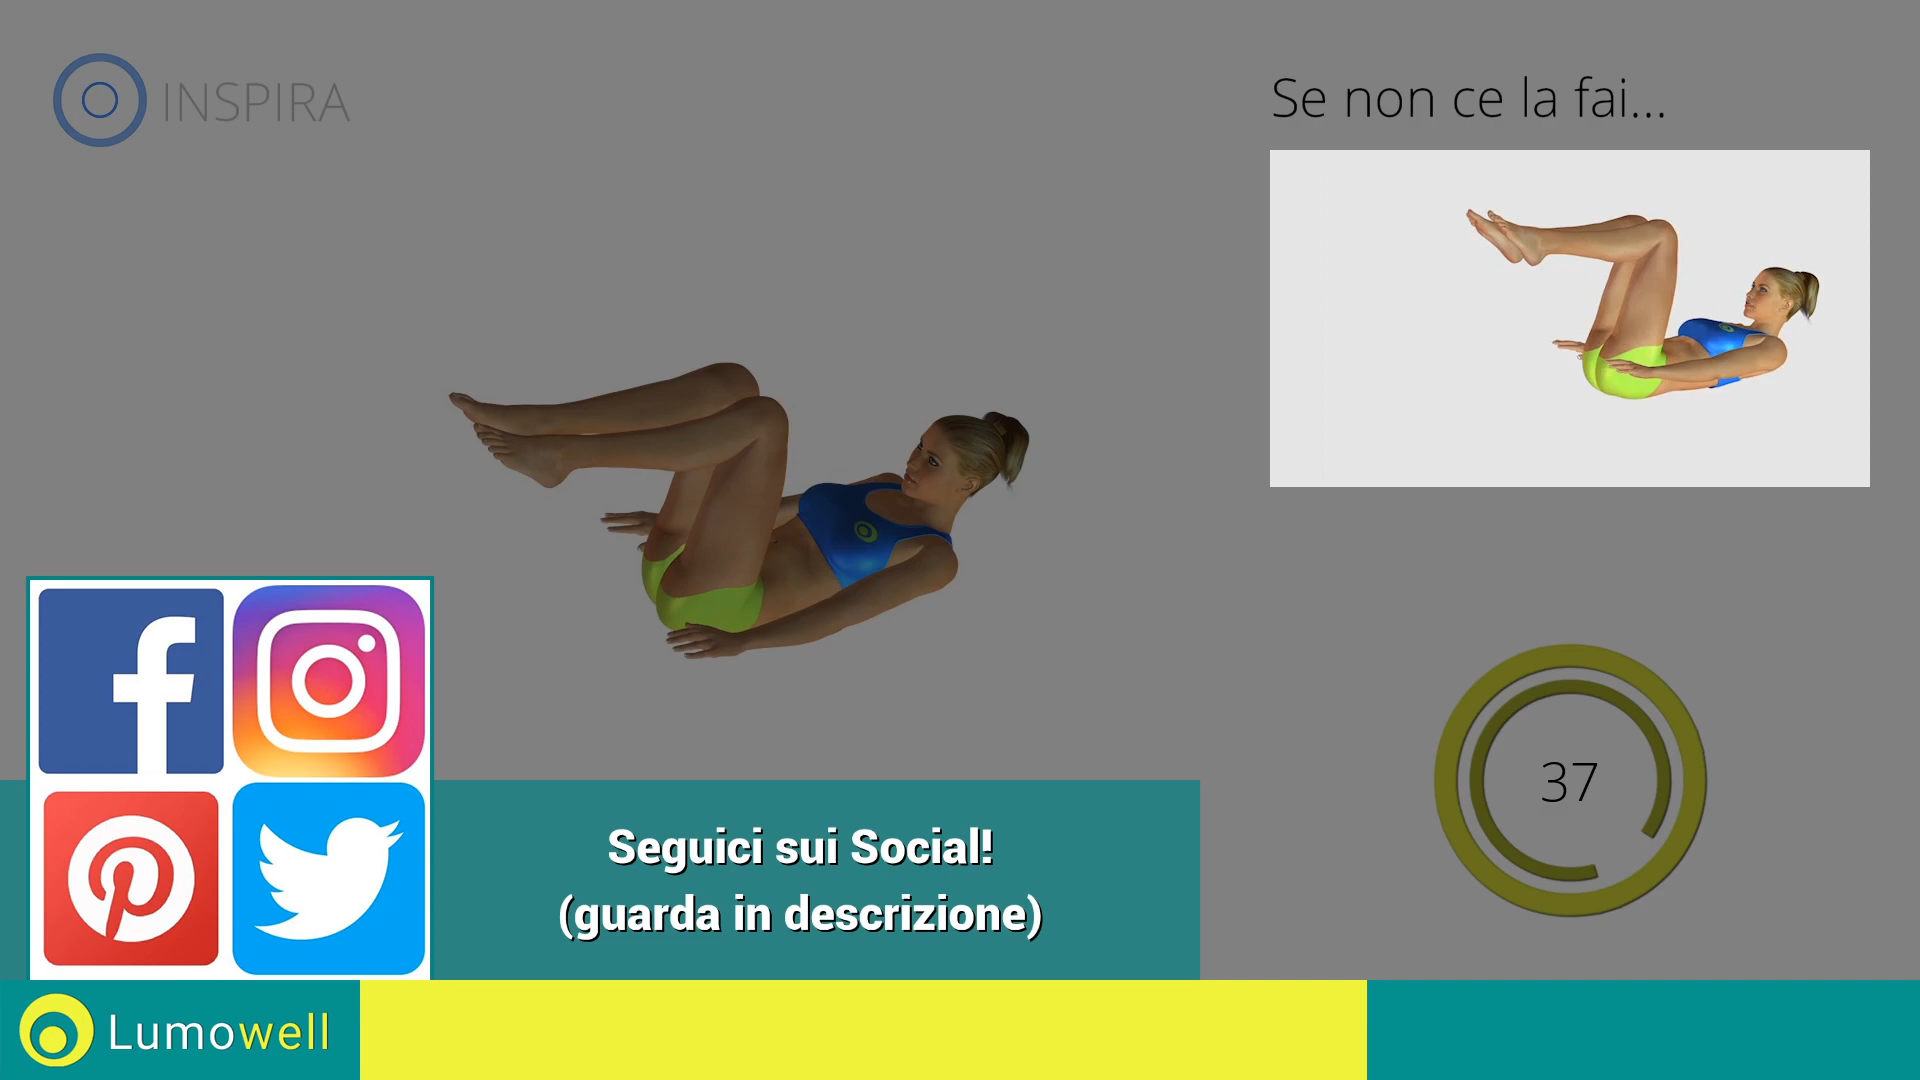 INSPIRA
Se non ce la fai...
37
Seguici sui Social!
(guarda in descrizione)
Lumowell